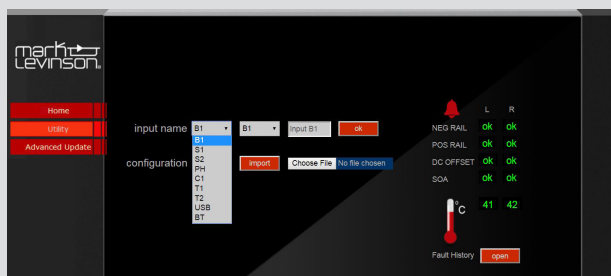 mark
Levinson.
Home
Utility
Advanced Update
input name B1 B1 Input B1 ok
B1
S1
S2
PH
C1
T1
T2
USB
BT
configuration import Choose File No file chosen
L R
NEG RAIL ok ok
POS RAIL ok ok
DC OFFSET ok ok
SOA ok ok
°C 41 42
Fault History open